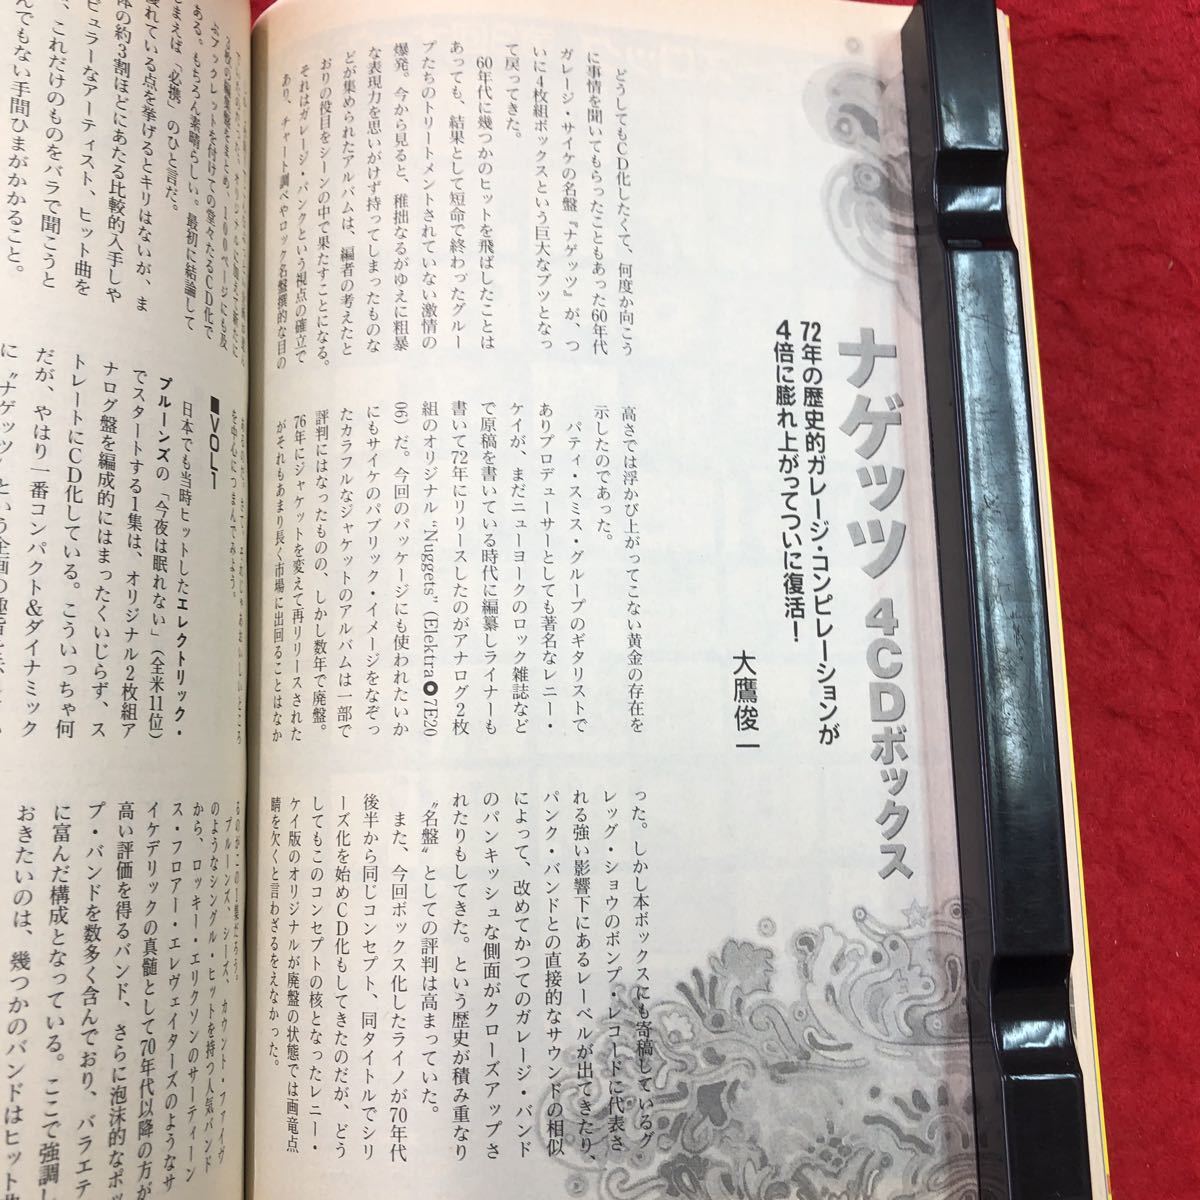 ナゲッツ 4CDボックス
72年の歴史的ガレージ・コンピレーションが
4倍に膨れ上がってついに復活!
大鷹俊一
どうしてもCD化したくて、何度か向こう
に事情を聞いてもらったこともあった60年代
ガレージ・サイケの名盤『ナゲッツ』が、つ
いに4枚組ボックスという巨大なブツとなっ
て戻ってきた。
60年代に幾つかのヒットを飛ばしたことは
あっても、結果として短命で終わったグルー
プたちのトリートメントされていない激情の
爆発。今から見ると、稚拙なるがゆえに粗暴
な表現力を思いがけず持ってしまったものな
どが集められたアルバムは、編者の考えたと
おりの役目をシーンの中で果たすことになる。
それはガレージ・パンクという視点の確立で
あり、チャート調べやロック名盤撰的な目の
高さでは浮かび上がってこない黄金の存在を
示したのであった。
パティ・スミス・グループのギタリストで
ありプロデューサーとしても著名なレニー・
ケイが、まだニューヨークのロック雑誌など
で原稿を書いている時代に編纂しライナーも
書いて72年にリリースしたのがアナログ2枚
組のオリジナル“Nuggets”(Elektra✪7E20
06)だ。今回のパッケージにも使われたいか
にもサイケのパブリック・イメージをなぞっ
たカラフルなジャケットのアルバムは一部で
評判にはなったものの、しかし数年で廃盤。
76年にジャケットを変えて再リリースされた
がそれもあまり長く市場に出回ることはなか
った。しかし本ボックスにも寄稿しているグ
レッグ・ショウのボンプ・レコードに代表さ
れる強い影響下にあるレーベルが出てきたり、
パンク・バンドとの直接的なサウンドの相似
によって、改めてかつてのガレージ・バンド
のパンキッシュな側面がクローズアップさ
れたりもしてきた。という歴史が積み重なり
“名盤”としての評判は高まっていた。
また、今回ボックス化したライノが70年代
後半から同じコンセプト、同タイトルでシリ
ーズ化を始めCD化もしてきたのだが、どう
してもこのコンセプトの核となったレニー・
ケイ版のオリジナルが廃盤の状態では画竜点
睛を欠くと言わざるをえなかった。
ぶブックレットを付けての堂々たるCD化で
ある。もちろん素晴らしい。最初に結論して
しまえば「必携」のひと言だ。
優れている点を挙げるとキリはないが、ま
体の約3割ほどにあたる比較的入手しや
ピュラーなアーティスト、ヒット曲を
、これだけのものをバラで聞こうと
んでもない手間ひまがかかること。
を中心につまんでみよう。
■VOL1
日本でも当時ヒットしたエレクトリック・
プルーンズの「今夜は眠れない」(全米11位)
でスタートする1集は、オリジナル2枚組ア
ナログ盤を編成的にはまったくいじらず、ス
トレートにCD化している。こういっちゃ何
だが、やはり一番コンパクト&ダイナミック
に“ナゲッツ”という企画の趣旨を
プルーンズ、シーズ、カウント・ファイヴ
のようなシングル・ヒットを持つ人気バンド
から、ロッキー・エリクソンのサーティーン
ス・フロアー・エレヴェイターズのようなサ
イケデリックの真髄として70年代以降の方が
高い評価を得るバンド、さらに泡沫的なポッ
プ・バンドを数多く含んでおり、バラエテ
に富んだ構成となっている。ここで強調し
おきたいのは、幾つかのバンドはヒット曲